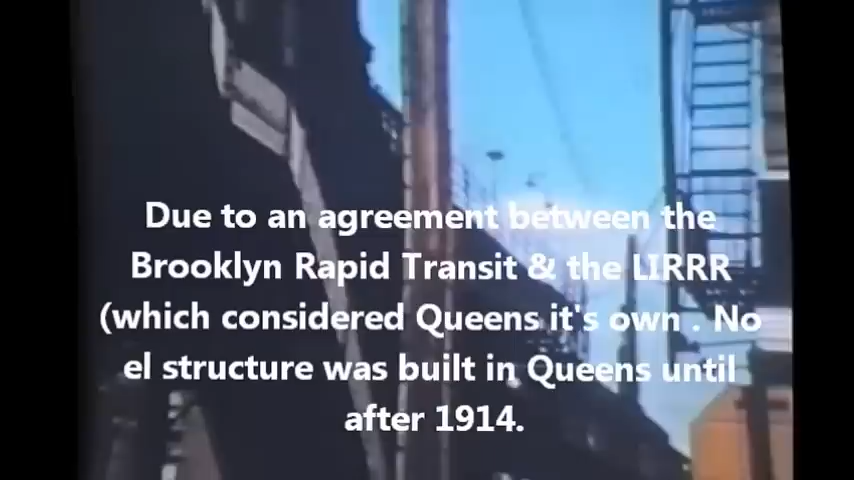 Due to an agreement between the
Brooklyn Rapid Transit & the LIRRR
(which considered Queens it's own . No
el structure was built in Queens until
after 1914.